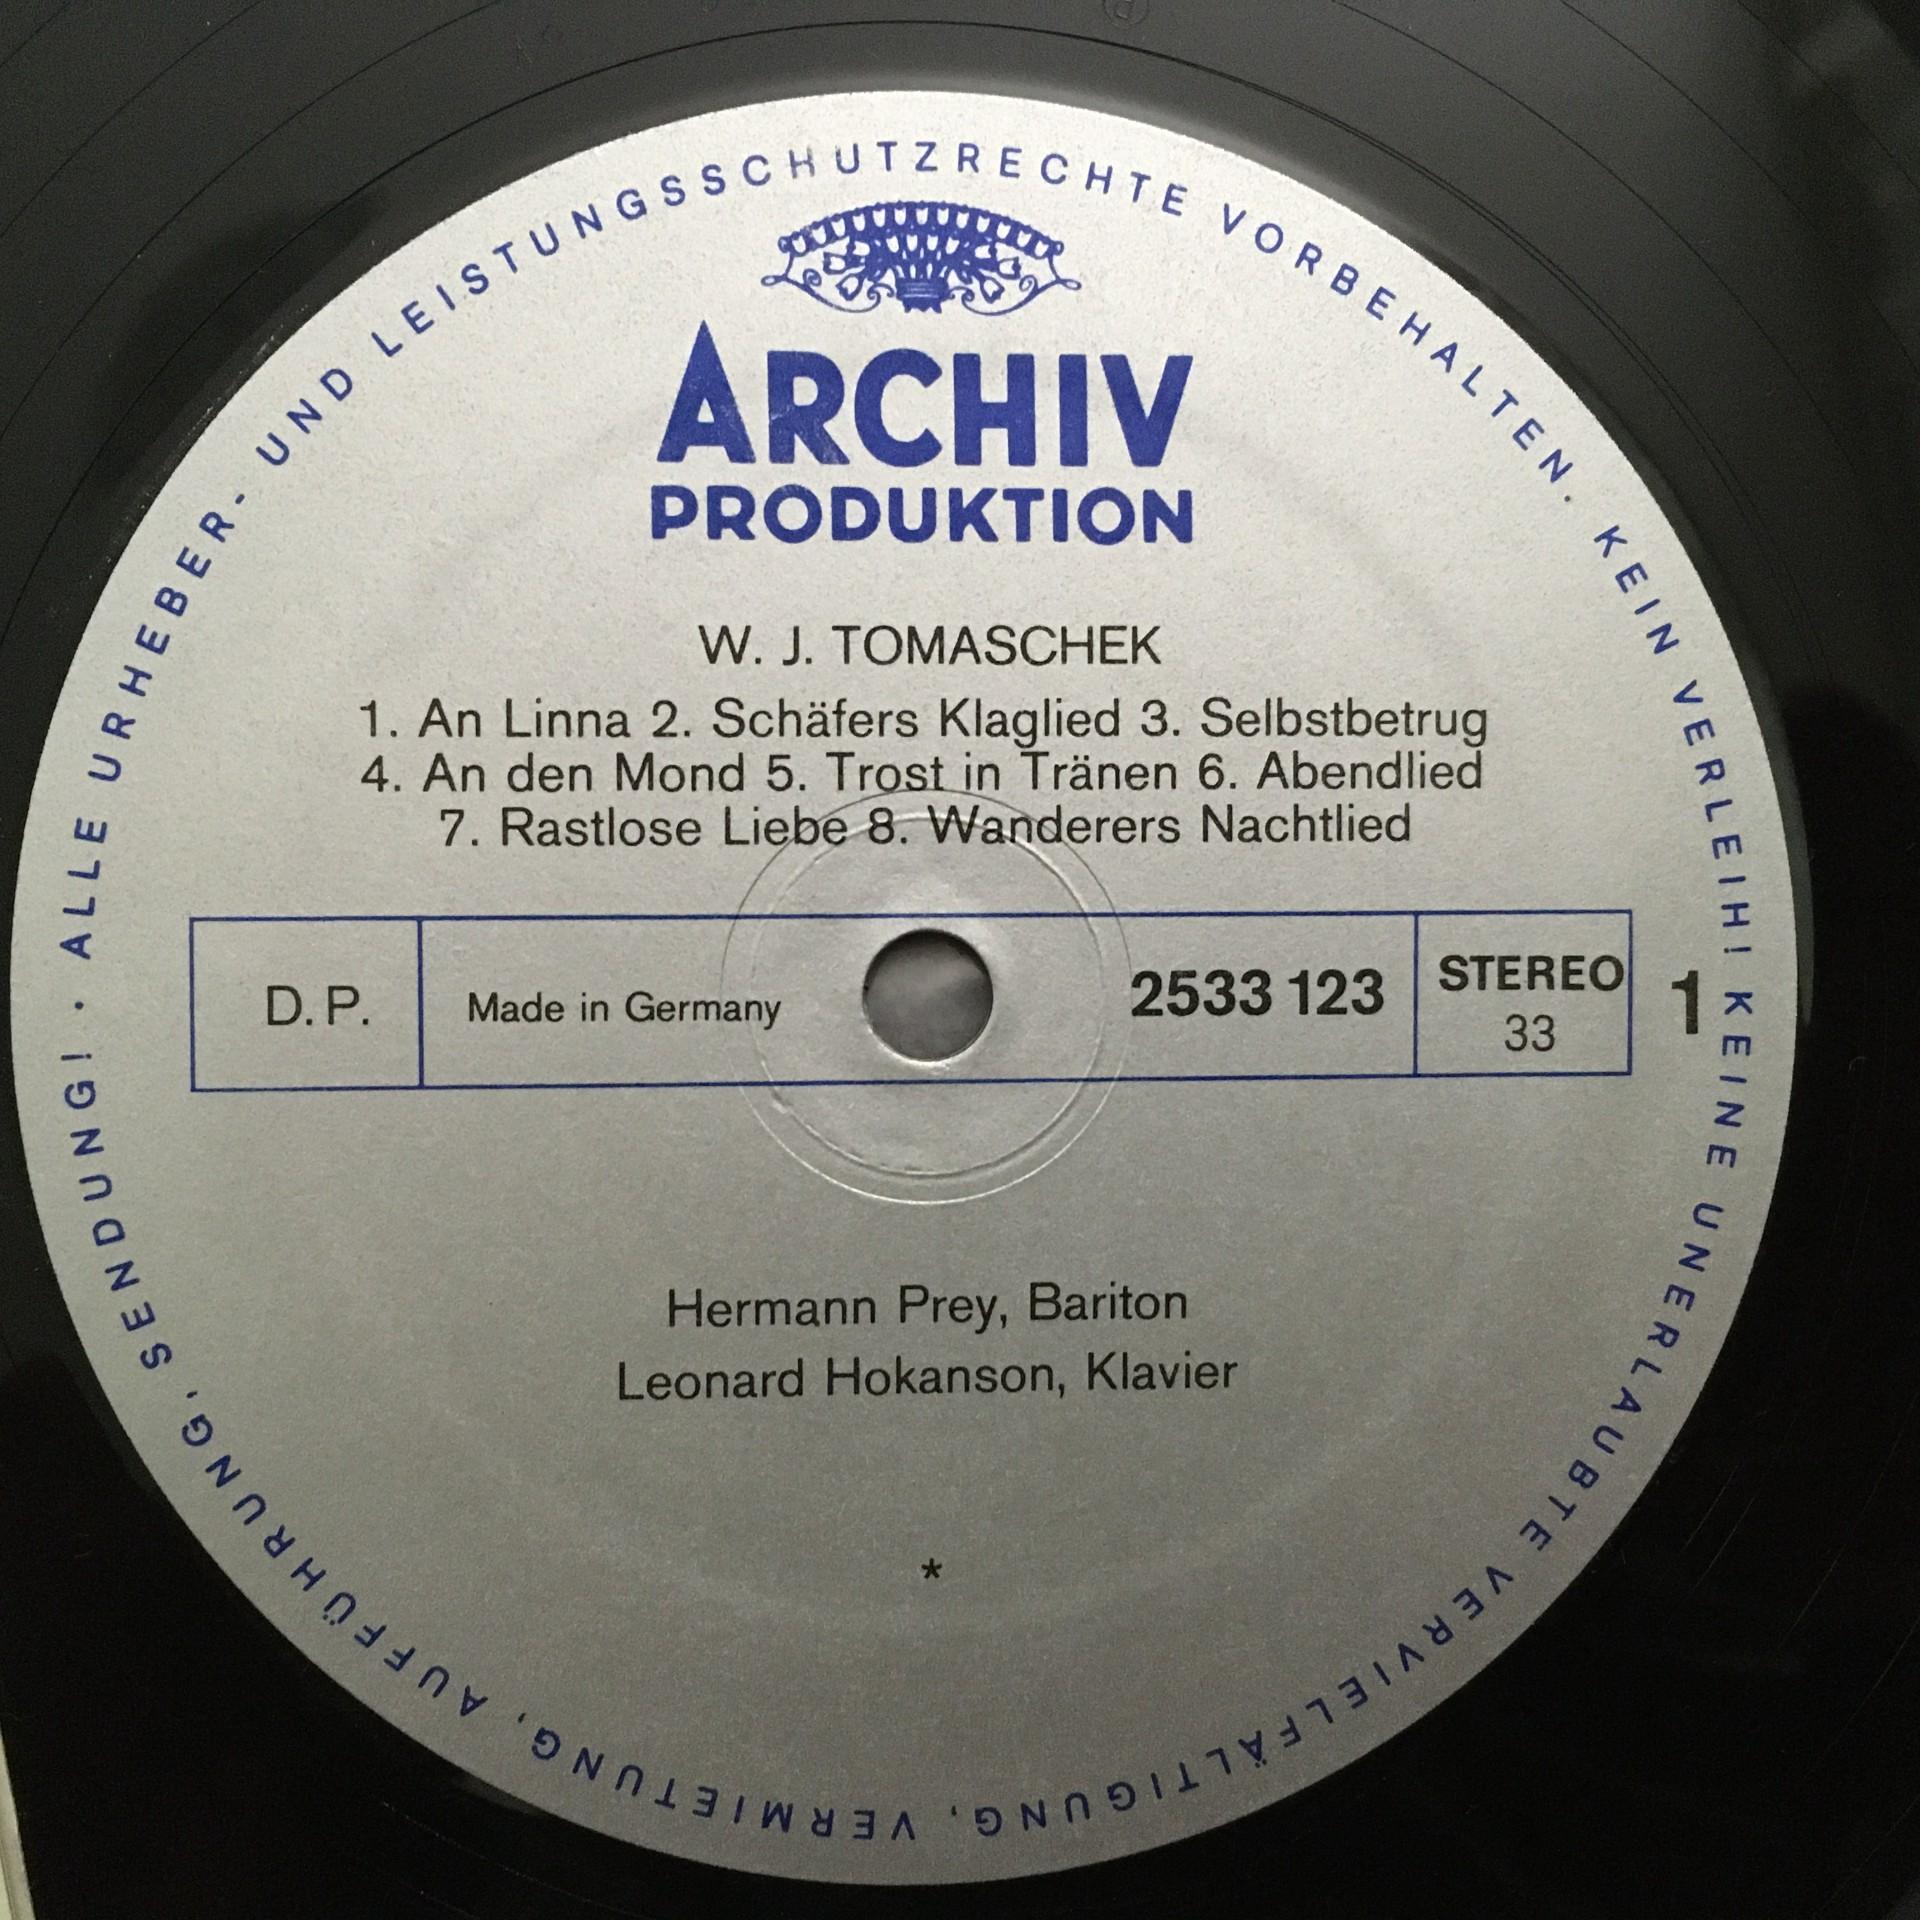 ALLE URHEBER- UND LEISTUNGSSCHUTZRECHTE VORBEHALTEN. KEIN VERLEIH! KEINE UNERLAUBTE VERVIELFÄLTIGUNG, VERMIETUNG, AUFFÜHRUNG, SENDUNG! ·
ARCHIV
PRODUKTION
W. J. TOMASCHEK
1. An Linna 2. Schäfers Klaglied 3. Selbstbetrug
4. An den Mond 5. Trost in Tränen 6. Abendlied
7. Rastlose Liebe 8. Wanderers Nachtlied
D. P.
Made in Germany
2533 123
STEREO
33
1
Hermann Prey, Bariton
Leonard Hokanson, Klavier
*